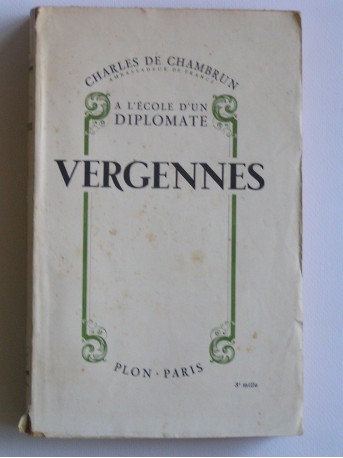 CHARLES DE CHAMBRUN
AMBASSADEUR DE FRANCE
A L'ÉCOLE D'UN
DIPLOMATE
VERGENNES
PLON - PARIS
8e mille